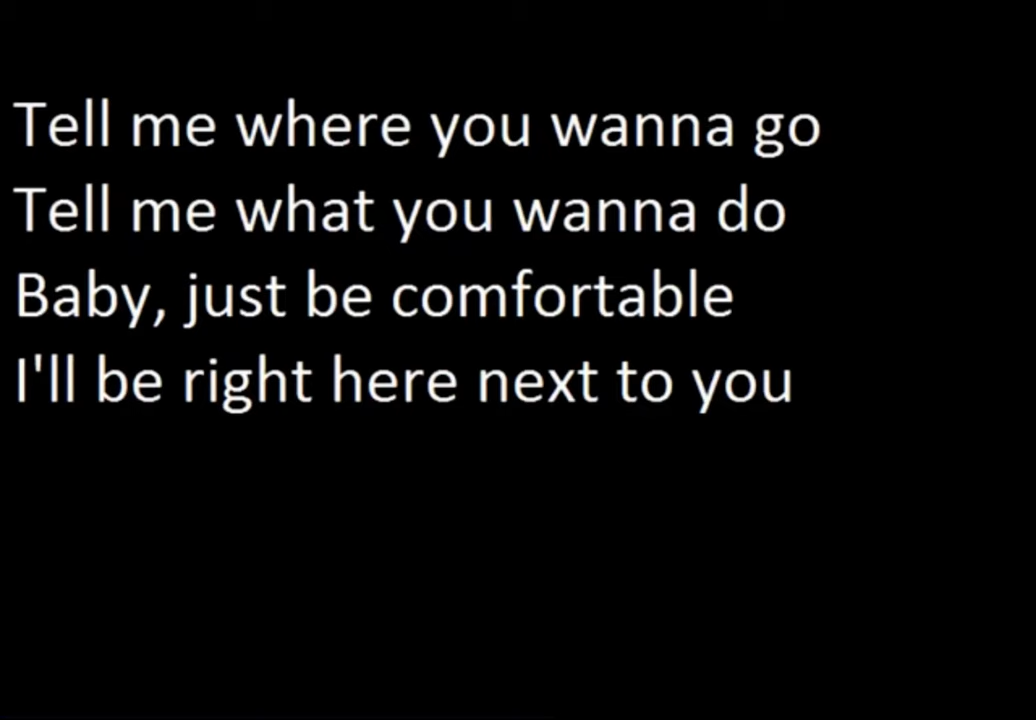 Tell me where you wanna go
Tell me what you wanna do
Baby, just be comfortable
I'll be right here next to you